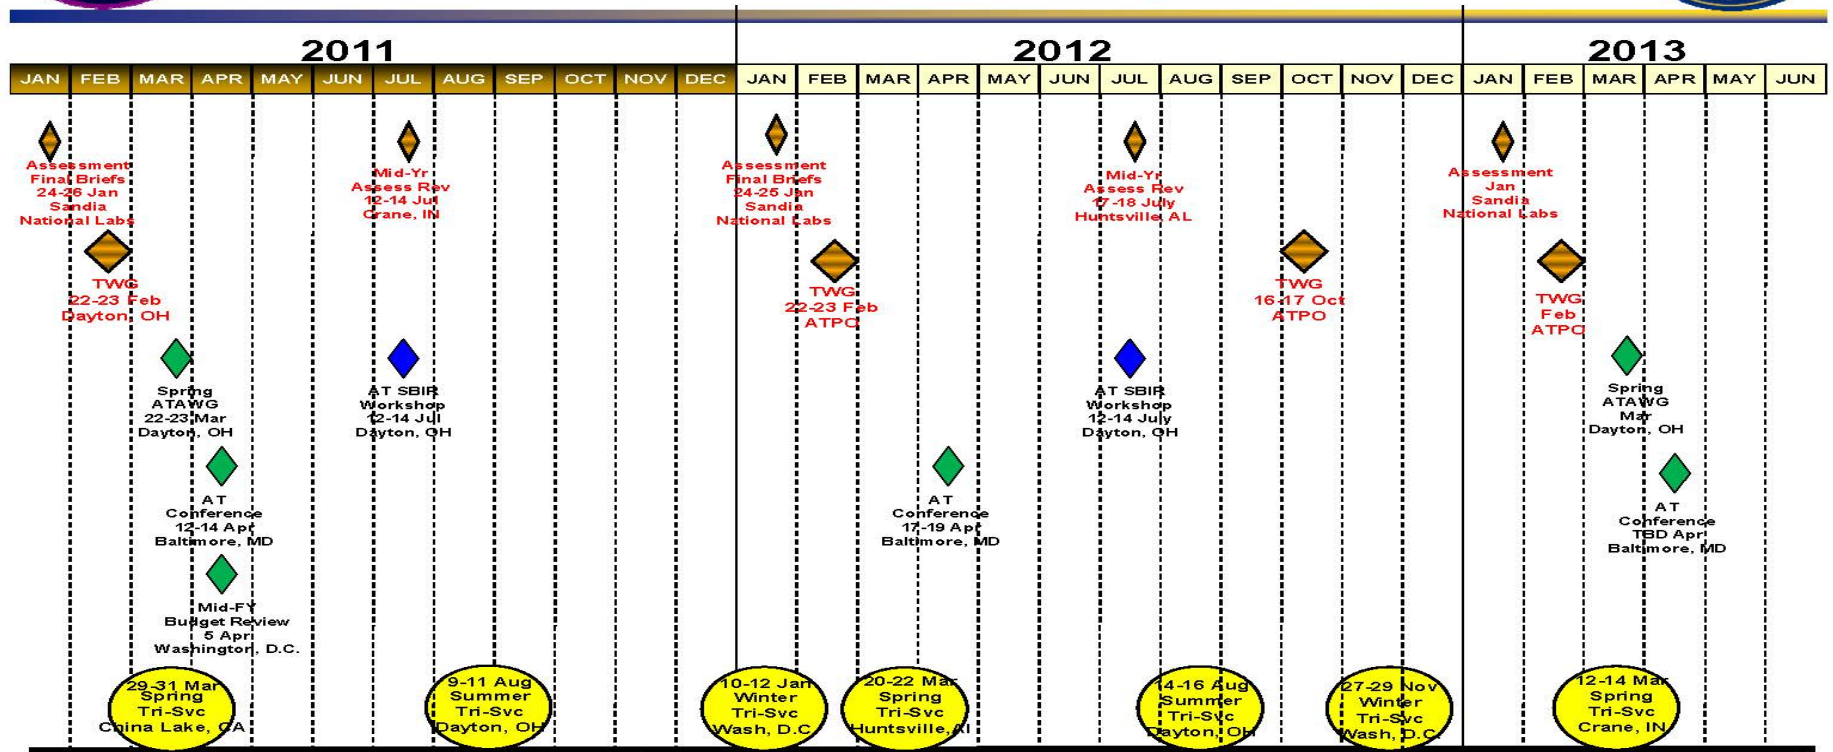 2011
2012
2013
JAN FEB MAR APR MAY JUN JUL AUG SEP OCT NOV DEC JAN FEB MAR APR MAY JUN JUL AUG SEP OCT NOV DEC JAN FEB MAR APR MAY JUN
Assessment
Final Briefs
24-26 Jan
Sandia
National Labs
Mid-Yr
Assess Rev
12-14 Jul
Crane, IN
Assessment
Final Briefs
24-25 Jan
Sandia
National Labs
Mid-Yr
Assess Rev
17-18 July
Huntsville, AL
Assessment
Jan
Sandia
National Labs
TWG
22-23 Feb
Dayton, OH
TWG
22-23 Feb
ATPO
TWG
16-17 Oct
ATPO
TWG
Feb
ATPO
Spring
ATAWG
22-23 Mar
Dayton, OH
AT SBIR
Workshop
12-14 Jul
Dayton, OH
AT SBIR
Workshop
12-14 July
Dayton, OH
Spring
ATAWG
Mar
Dayton, OH
AT
Conference
12-14 Apr
Baltimore, MD
AT
Conference
17-19 Apr
Baltimore, MD
AT
Conference
TBD Apr
Baltimore, MD
Mid-FY
Budget Review
5 Apr
Washington, D.C.
29-31 Mar
Spring
Tri-Svc
China Lake, CA
9-11 Aug
Summer
Tri-Svc
Dayton, OH
10-12 Jan
Winter
Tri-Svc
Wash, D.C.
20-22 Mar
Spring
Tri-Svc
Huntsville, Al
14-16 Aug
Summer
Tri-Svc
Dayton, OH
27-29 Nov
Winter
Tri-Svc
Wash, D.C.
12-14 Mar
Spring
Tri-Svc
Crane, IN